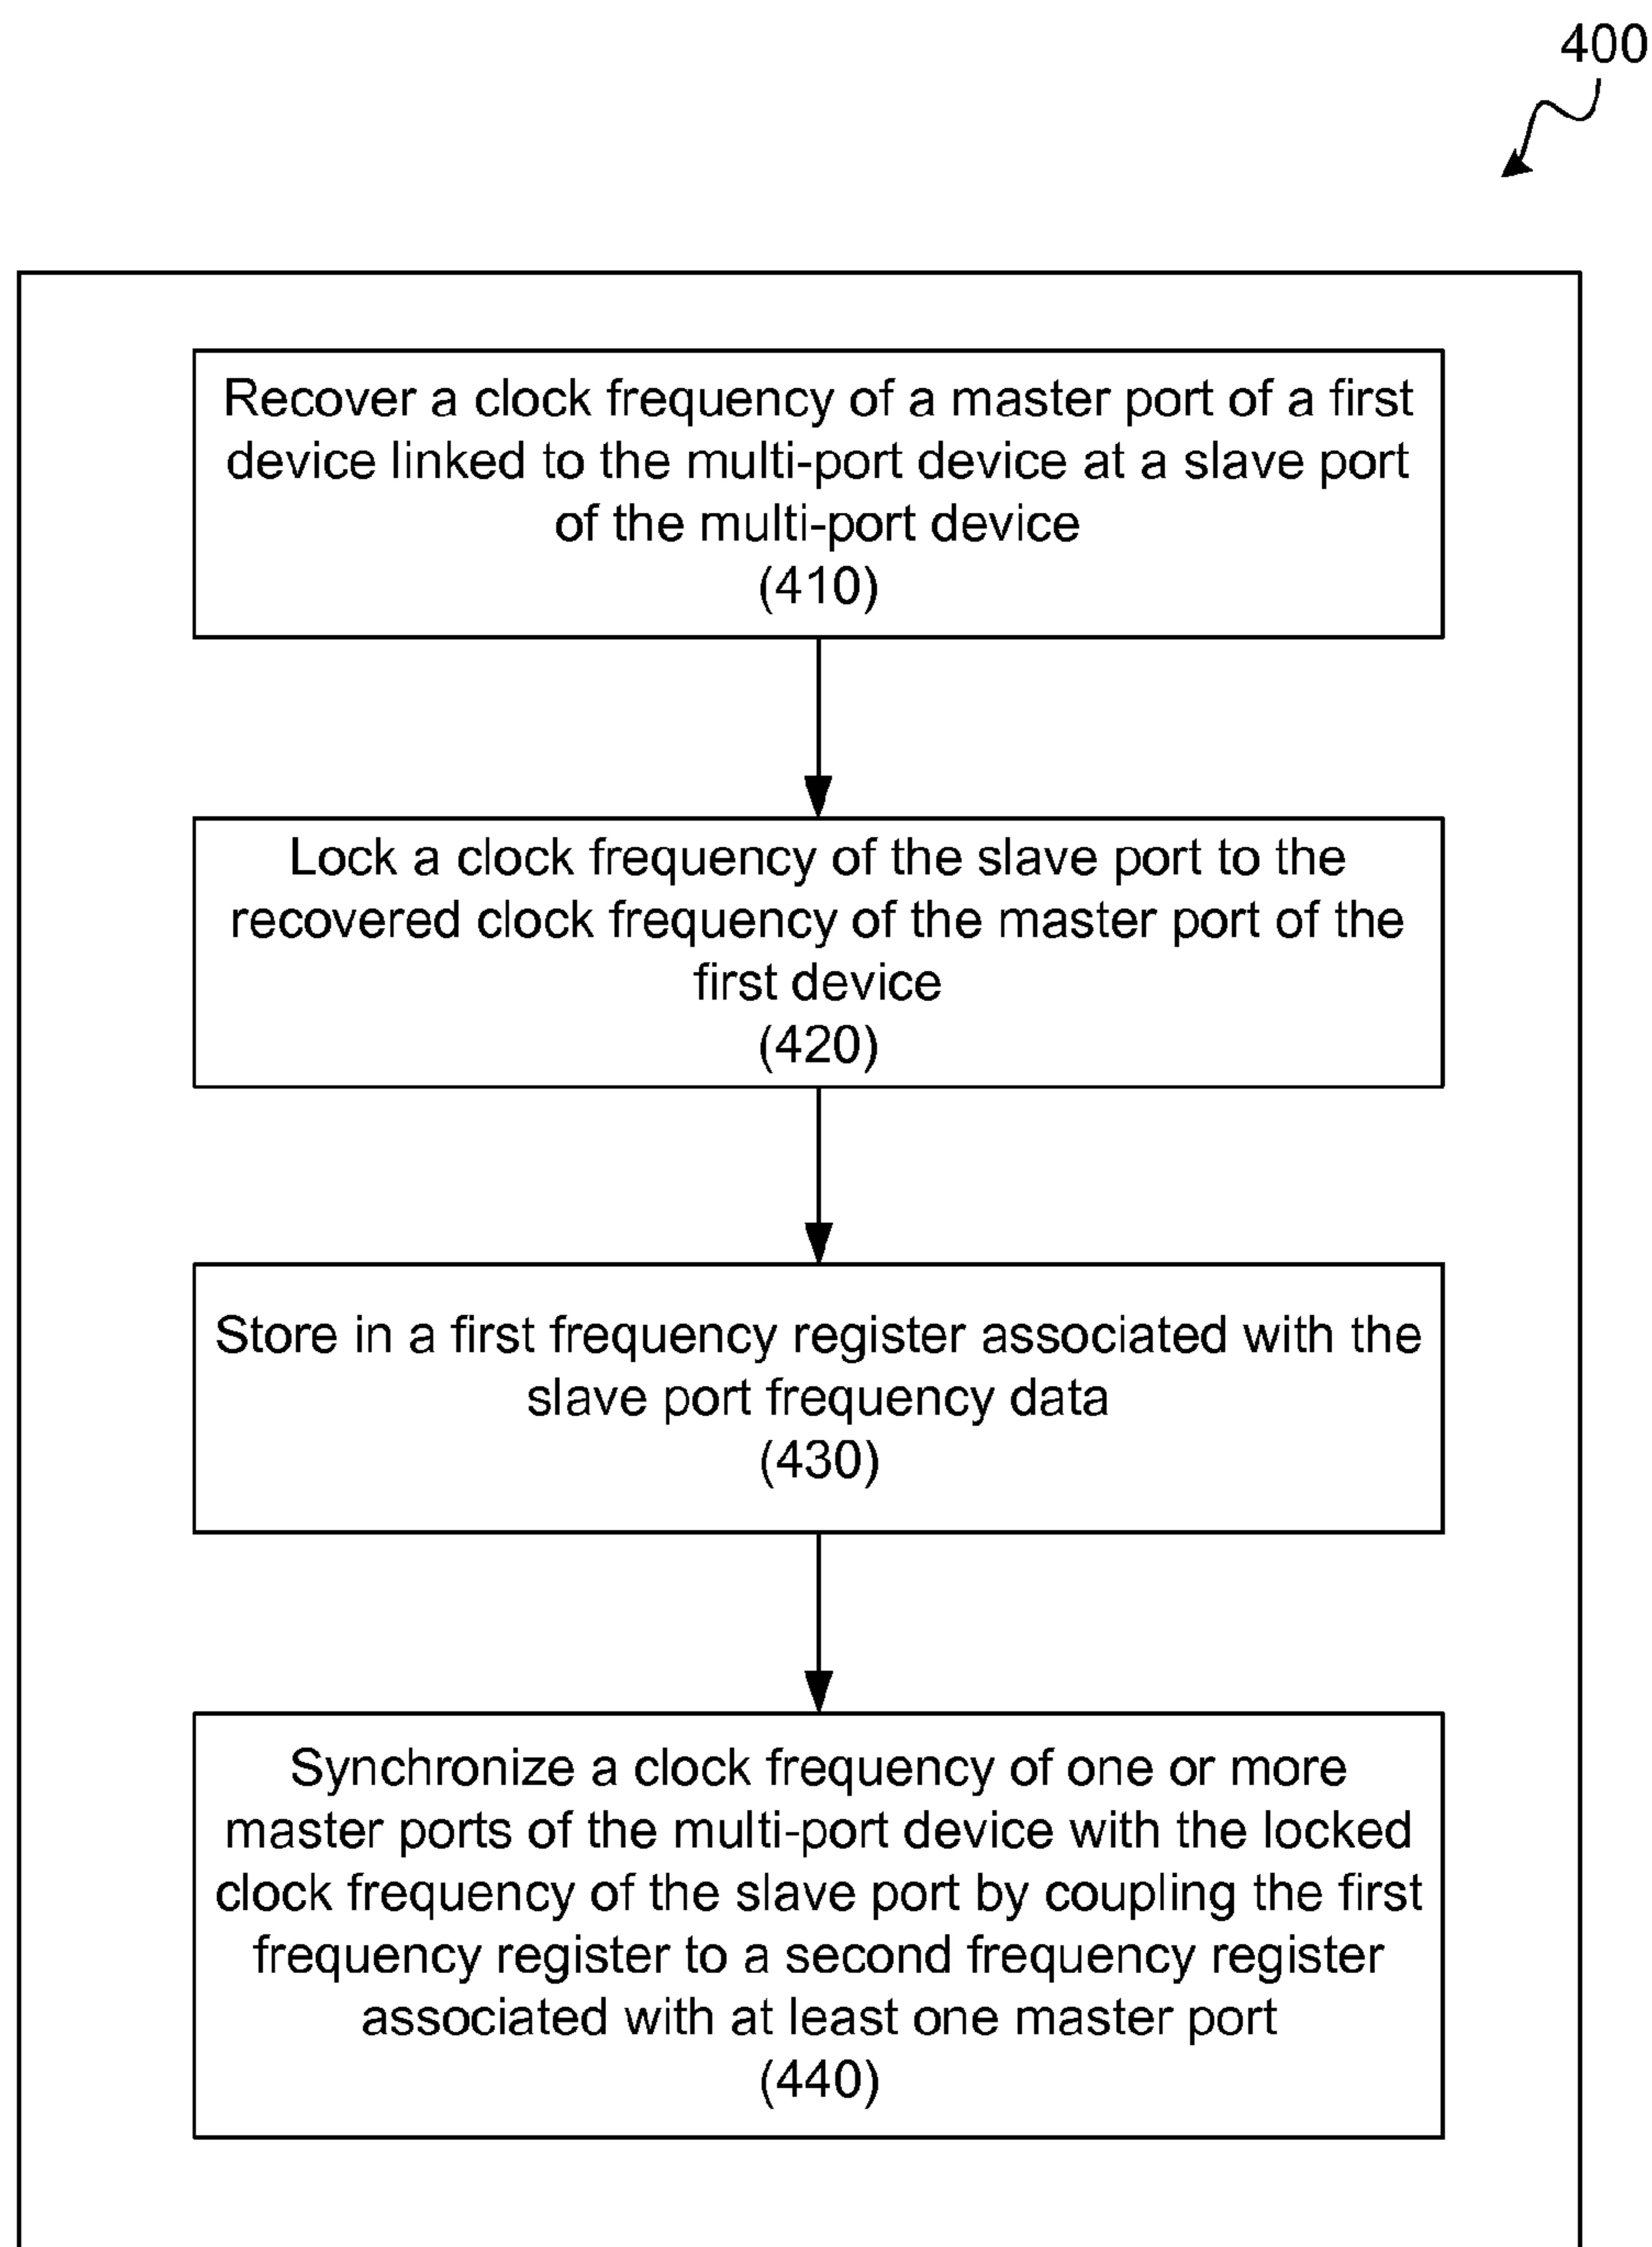 400
Recover a clock frequency of a master port of a first
device linked to the multi-port device at a slave port
of the multi-port device
(410)
Lock a clock frequency of the slave port to the
recovered clock frequency of the master port of the
first device
(420)
Store in a first frequency register associated with the
slave port frequency data
(430)
Synchronize a clock frequency of one or more
master ports of the multi-port device with the locked
clock frequency of the slave port by coupling the first
frequency register to a second frequency register
associated with at least one master port
(440)